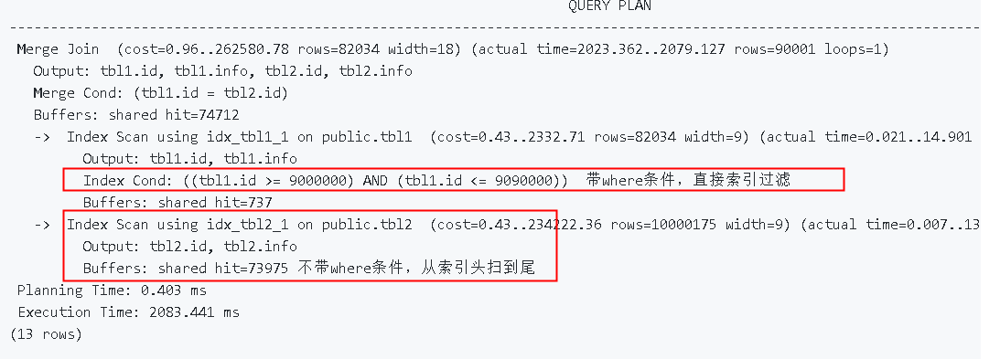 QUERY PLAN
------------------------------------------------------------------------------------------------------------------------
Merge Join  (cost=0.96..262580.78 rows=82034 width=18) (actual time=2023.362..2079.127 rows=90001 loops=1)
Output: tbl1.id, tbl1.info, tbl2.id, tbl2.info
Merge Cond: (tbl1.id = tbl2.id)
Buffers: shared hit=74712
->  Index Scan using idx_tbl1_1 on public.tbl1  (cost=0.43..2332.71 rows=82034 width=9) (actual time=0.021..14.901
Output: tbl1.id, tbl1.info
Index Cond: ((tbl1.id >= 9000000) AND (tbl1.id <= 9090000))  带where条件，直接索引过滤
Buffers: shared hit=737
->  Index Scan using idx_tbl2_1 on public.tbl2  (cost=0.43..234222.36 rows=10000175 width=9) (actual time=0.007..13
Output: tbl2.id, tbl2.info
Buffers: shared hit=73975 不带where条件，从索引头扫到尾
Planning Time: 0.403 ms
Execution Time: 2083.441 ms
(13 rows)